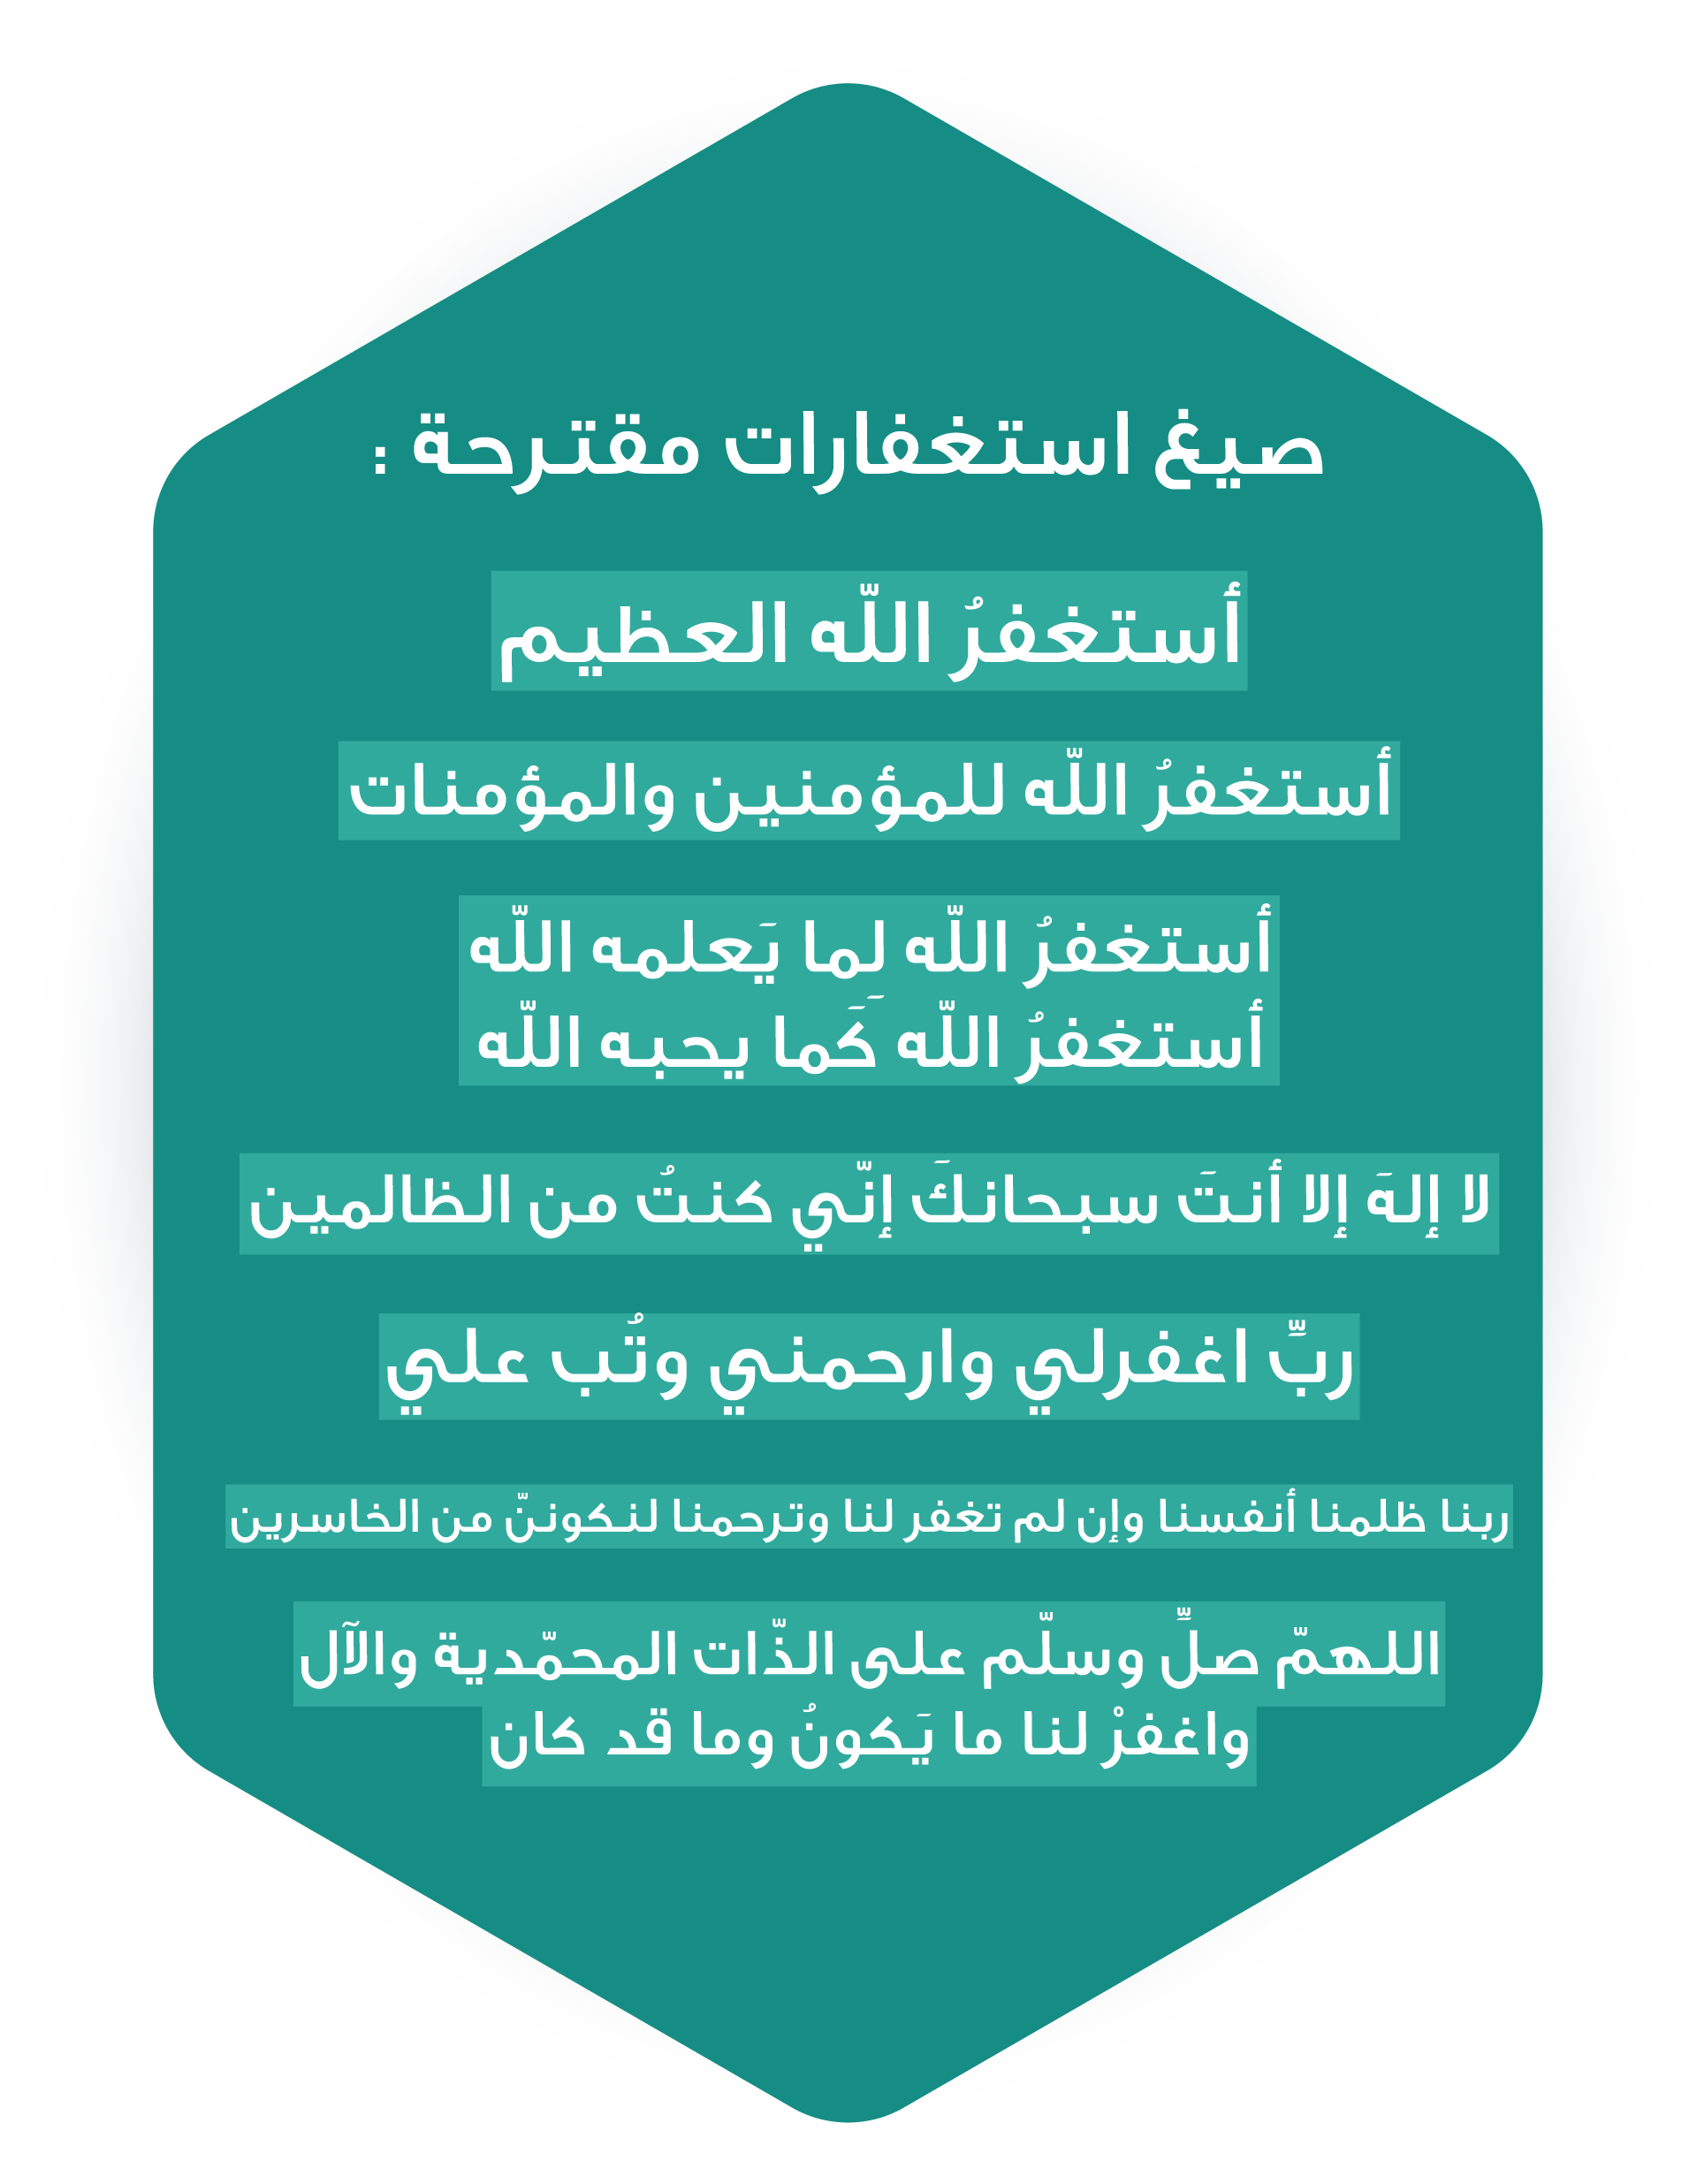 صيغ استغفارات مقترحة :
أستغفرُ اللّه العظيم
أستغفرُ اللّه للمؤمنين والمؤمنات
أستغفرُ اللّه لما يَعلمه اللّه
أستغفرُ اللّه كَما يحبه اللّه
لا إلهَ إلا أنتَ سبحانكَ إنّي كنتُ من الظالمين
ربِّ اغفرلي وارحمني وتُب علي
ربنا ظلمنا أنفسنا وإن لم تغفر لنا وترحمنا لنكوننّ من الخاسرين
اللهمّ صلِّ وسلّم على الذّات المحمّدية والآل
واغفرْ لنا ما يَكونُ وما قد كان